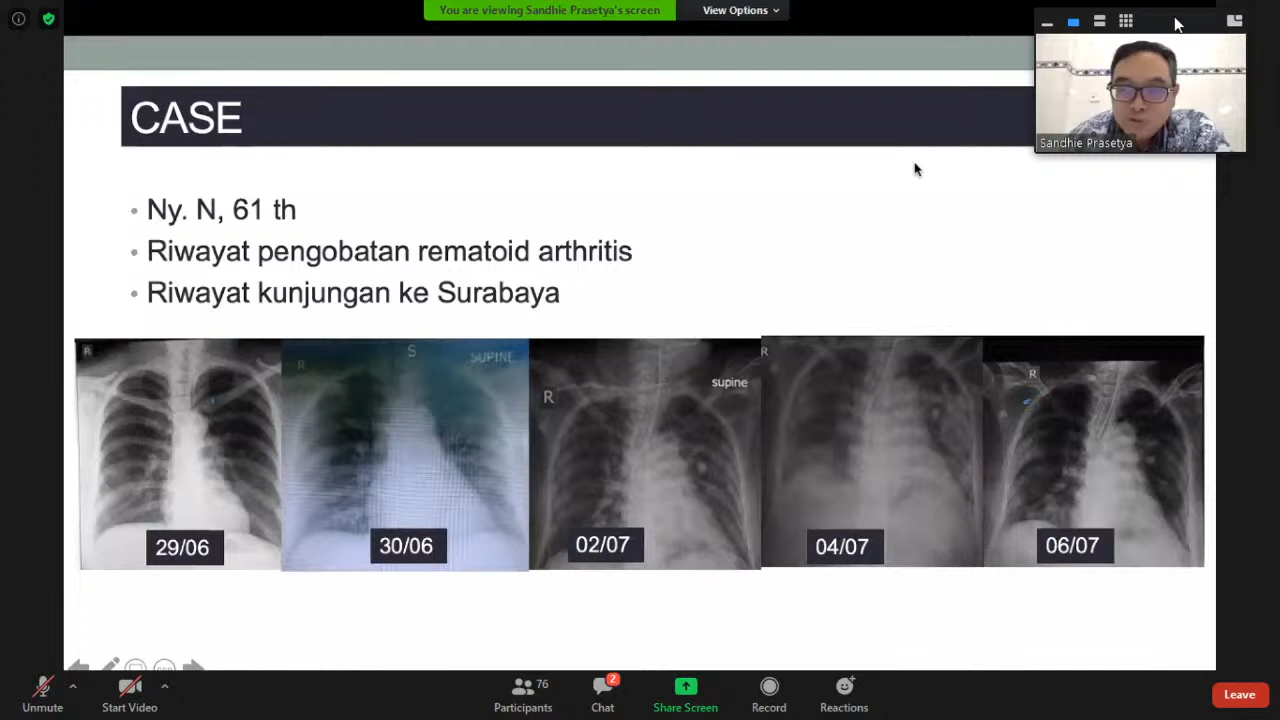 You are viewing Sandhie Prasetya's screen
View Options
Sandhie Prasetya
CASE
Ny. N, 61 th
Riwayat pengobatan rematoid arthritis
Riwayat kunjungan ke Surabaya
R
R
S
SUPINE
R
supine
R
R
29/06
30/06
02/07
04/07
06/07
Unmute
Start Video
Participants
76
Chat
2
Share Screen
Record
Reactions
Leave